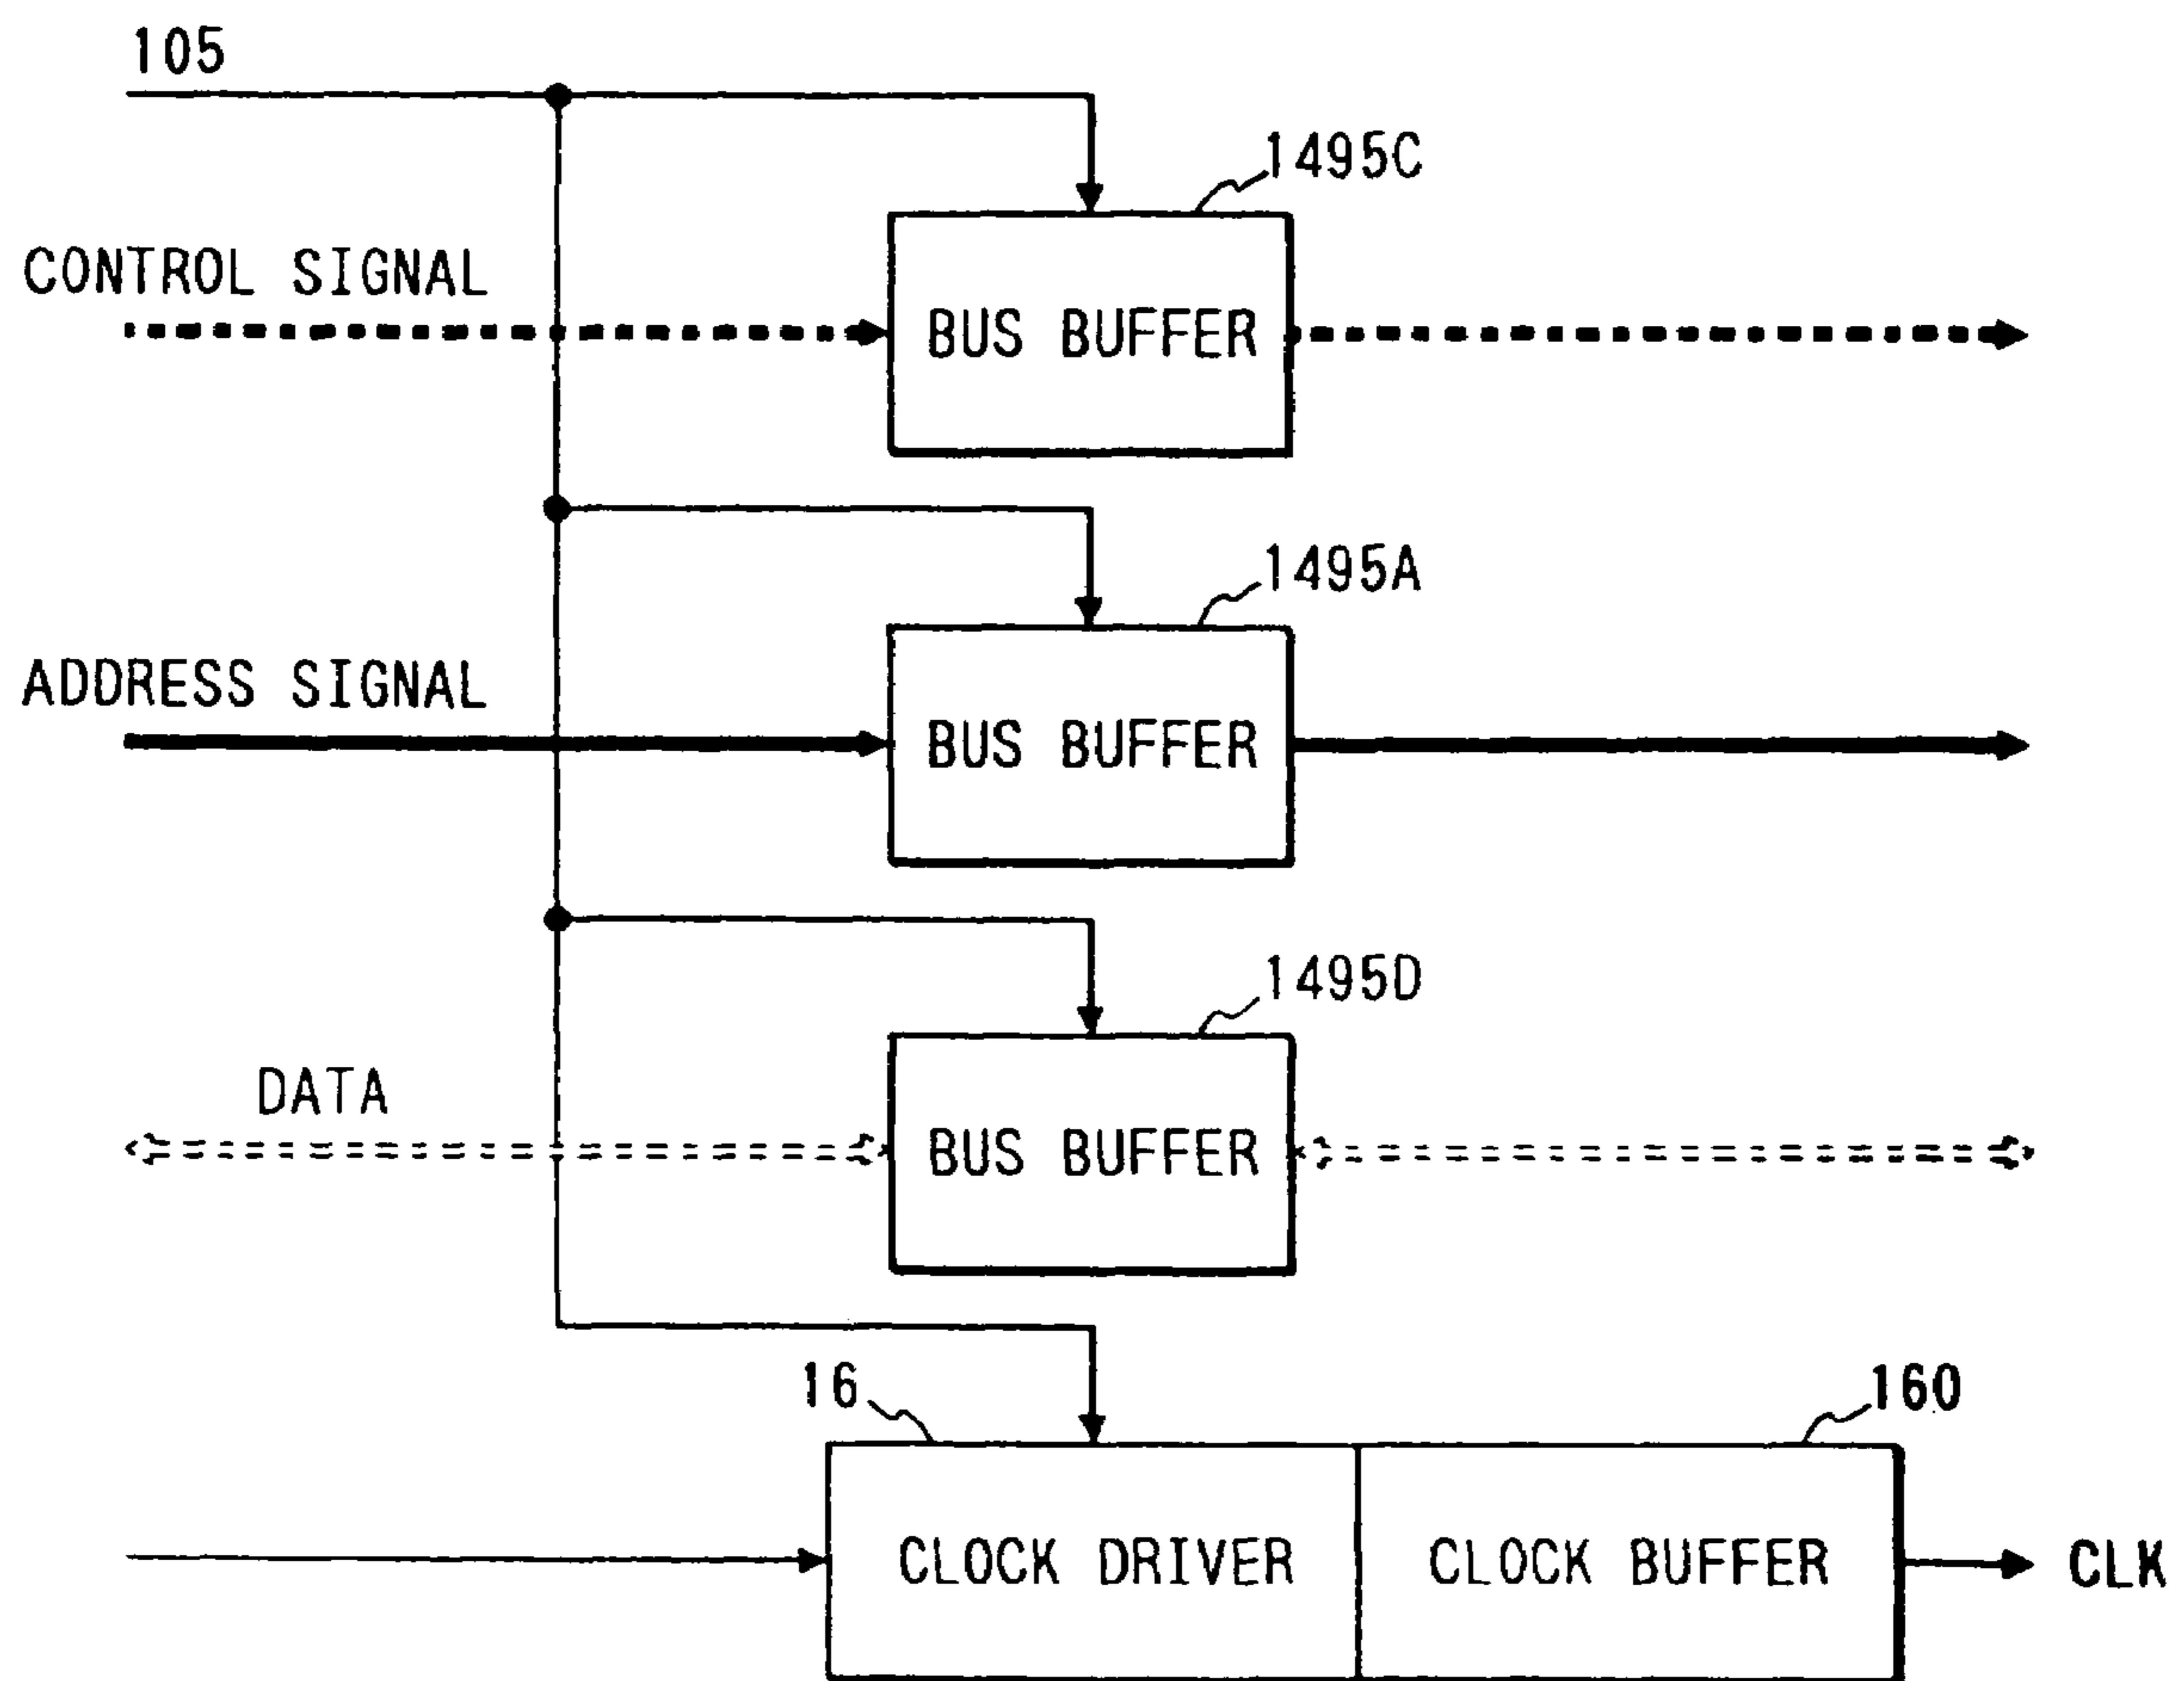 105
1495C
CONTROL SIGNAL
BUS BUFFER
1495A
ADDRESS SIGNAL
BUS BUFFER
1495D
DATA
BUS BUFFER
16
160
CLOCK DRIVER
CLOCK BUFFER
CLK